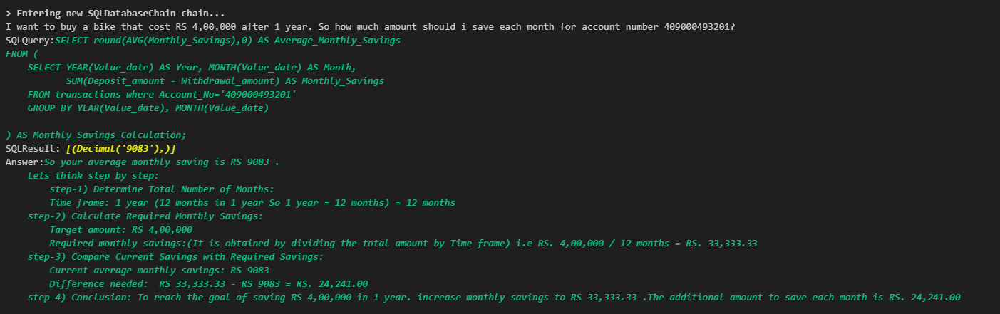 > Entering new SQLDatabaseChain chain...
I want to buy a bike that cost RS 4,00,000 after 1 year. So how much amount should i save each month for account number 409000493201?
SQLQuery:SELECT round(AVG(Monthly_Savings),0) AS Average_Monthly_Savings
FROM (
    SELECT YEAR(Value_date) AS Year, MONTH(Value_date) AS Month,
           SUM(Deposit_amount - Withdrawal_amount) AS Monthly_Savings
    FROM transactions where Account_No='409000493201'
    GROUP BY YEAR(Value_date), MONTH(Value_date)
) AS Monthly_Savings_Calculation;
SQLResult: [(Decimal('9083'),)]
Answer:So your average monthly saving is RS 9083 .
    Lets think step by step:
        step-1) Determine Total Number of Months:
        Time frame: 1 year (12 months in 1 year So 1 year = 12 months) = 12 months
    step-2) Calculate Required Monthly Savings:
        Target amount: RS 4,00,000
        Required monthly savings:(It is obtained by dividing the total amount by Time frame) i.e RS. 4,00,000 / 12 months = RS. 33,333.33
    step-3) Compare Current Savings with Required Savings:
        Current average monthly savings: RS 9083
        Difference needed:  RS 33,333.33 - RS 9083 = RS. 24,241.00
    step-4) Conclusion: To reach the goal of saving RS 4,00,000 in 1 year. increase monthly savings to RS 33,333.33 .The additional amount to save each month is RS. 24,241.00